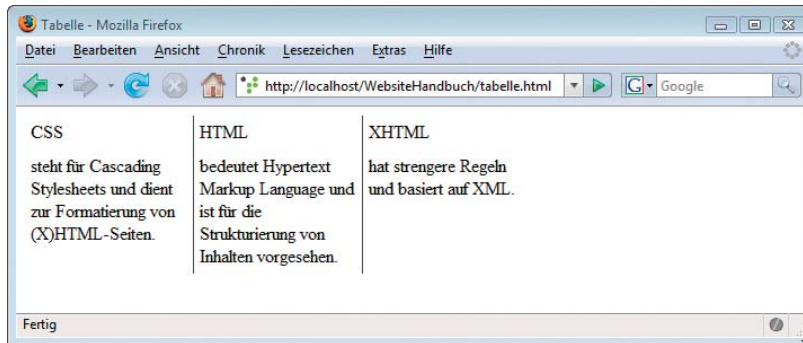 Tabelle - Mozilla Firefox
Datei Bearbeiten Ansicht Chronik Lesezeichen Extras Hilfe
http://localhost/WebsiteHandbuch/tabelle.html G Google
CSS
steht für Cascading
Stylesheets und dient
zur Formatierung von
(X)HTML-Seiten.
HTML
bedeutet Hypertext
Markup Language und
ist für die
Strukturierung von
Inhalten vorgesehen.
XHTML
hat strengere Regeln
und basiert auf XML.
Fertig